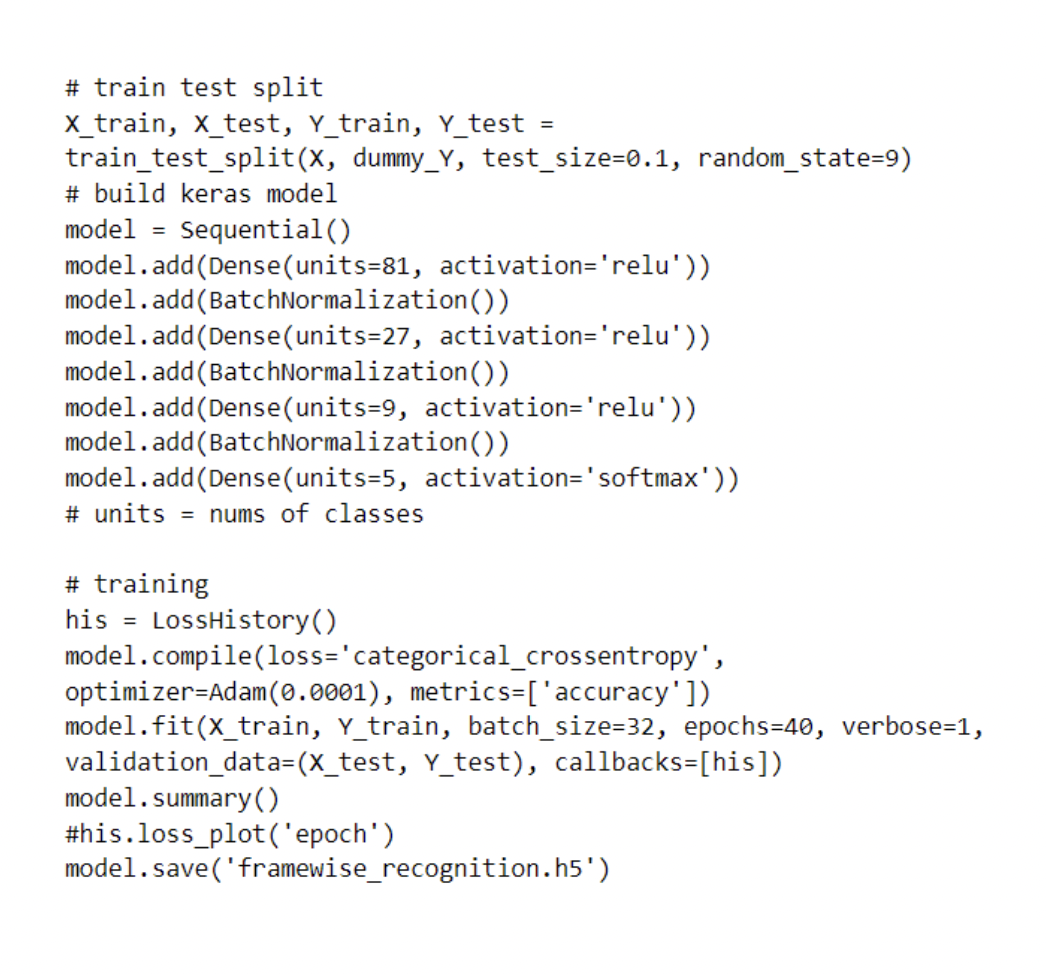 # train test split
X_train, X_test, Y_train, Y_test =
train_test_split(X, dummy_Y, test_size=0.1, random_state=9)
# build keras model
model = Sequential()
model.add(Dense(units=81, activation='relu'))
model.add(BatchNormalization())
model.add(Dense(units=27, activation='relu'))
model.add(BatchNormalization())
model.add(Dense(units=9, activation='relu'))
model.add(BatchNormalization())
model.add(Dense(units=5, activation='softmax'))
# units = nums of classes

# training
his = LossHistory()
model.compile(loss='categorical_crossentropy',
optimizer=Adam(0.0001), metrics=['accuracy'])
model.fit(X_train, Y_train, batch_size=32, epochs=40, verbose=1,
validation_data=(X_test, Y_test), callbacks=[his])
model.summary()
#his.loss_plot('epoch')
model.save('framewise_recognition.h5')